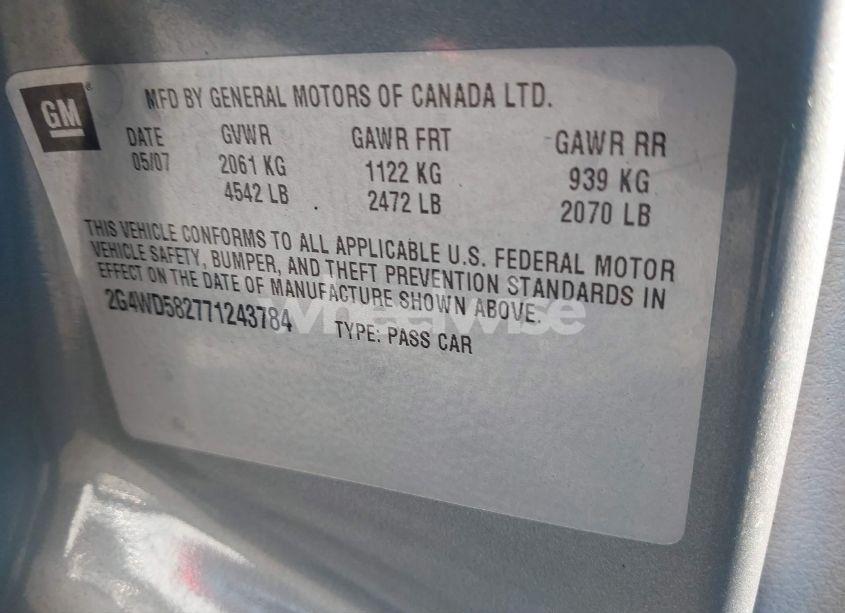 GM® MFD BY GENERAL MOTORS OF CANADA LTD.
DATE GVWR GAWR FRT GAWR RR
05/07 2061 KG 1122 KG 939 KG
4542 LB 2472 LB 2070 LB
THIS VEHICLE CONFORMS TO ALL APPLICABLE U.S. FEDERAL MOTOR
VEHICLE SAFETY, BUMPER, AND THEFT PREVENTION STANDARDS IN
EFFECT ON THE DATE OF MANUFACTURE SHOWN ABOVE.
2G4WD582771243784 TYPE: PASS CAR
wheelwise